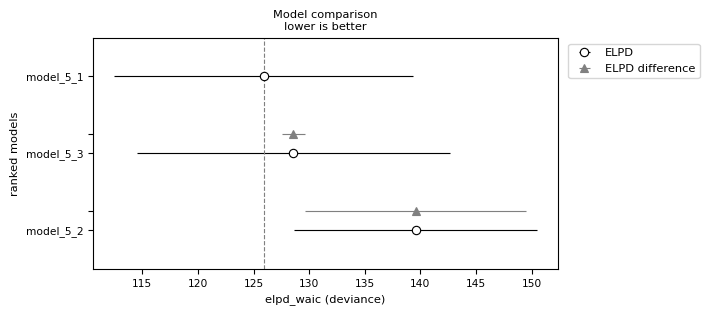 Model comparison
lower is better
ELPD
ELPD difference
ranked models
model_5_1
model_5_3
model_5_2
115 120 125 130 135 140 145 150
elpd_waic (deviance)